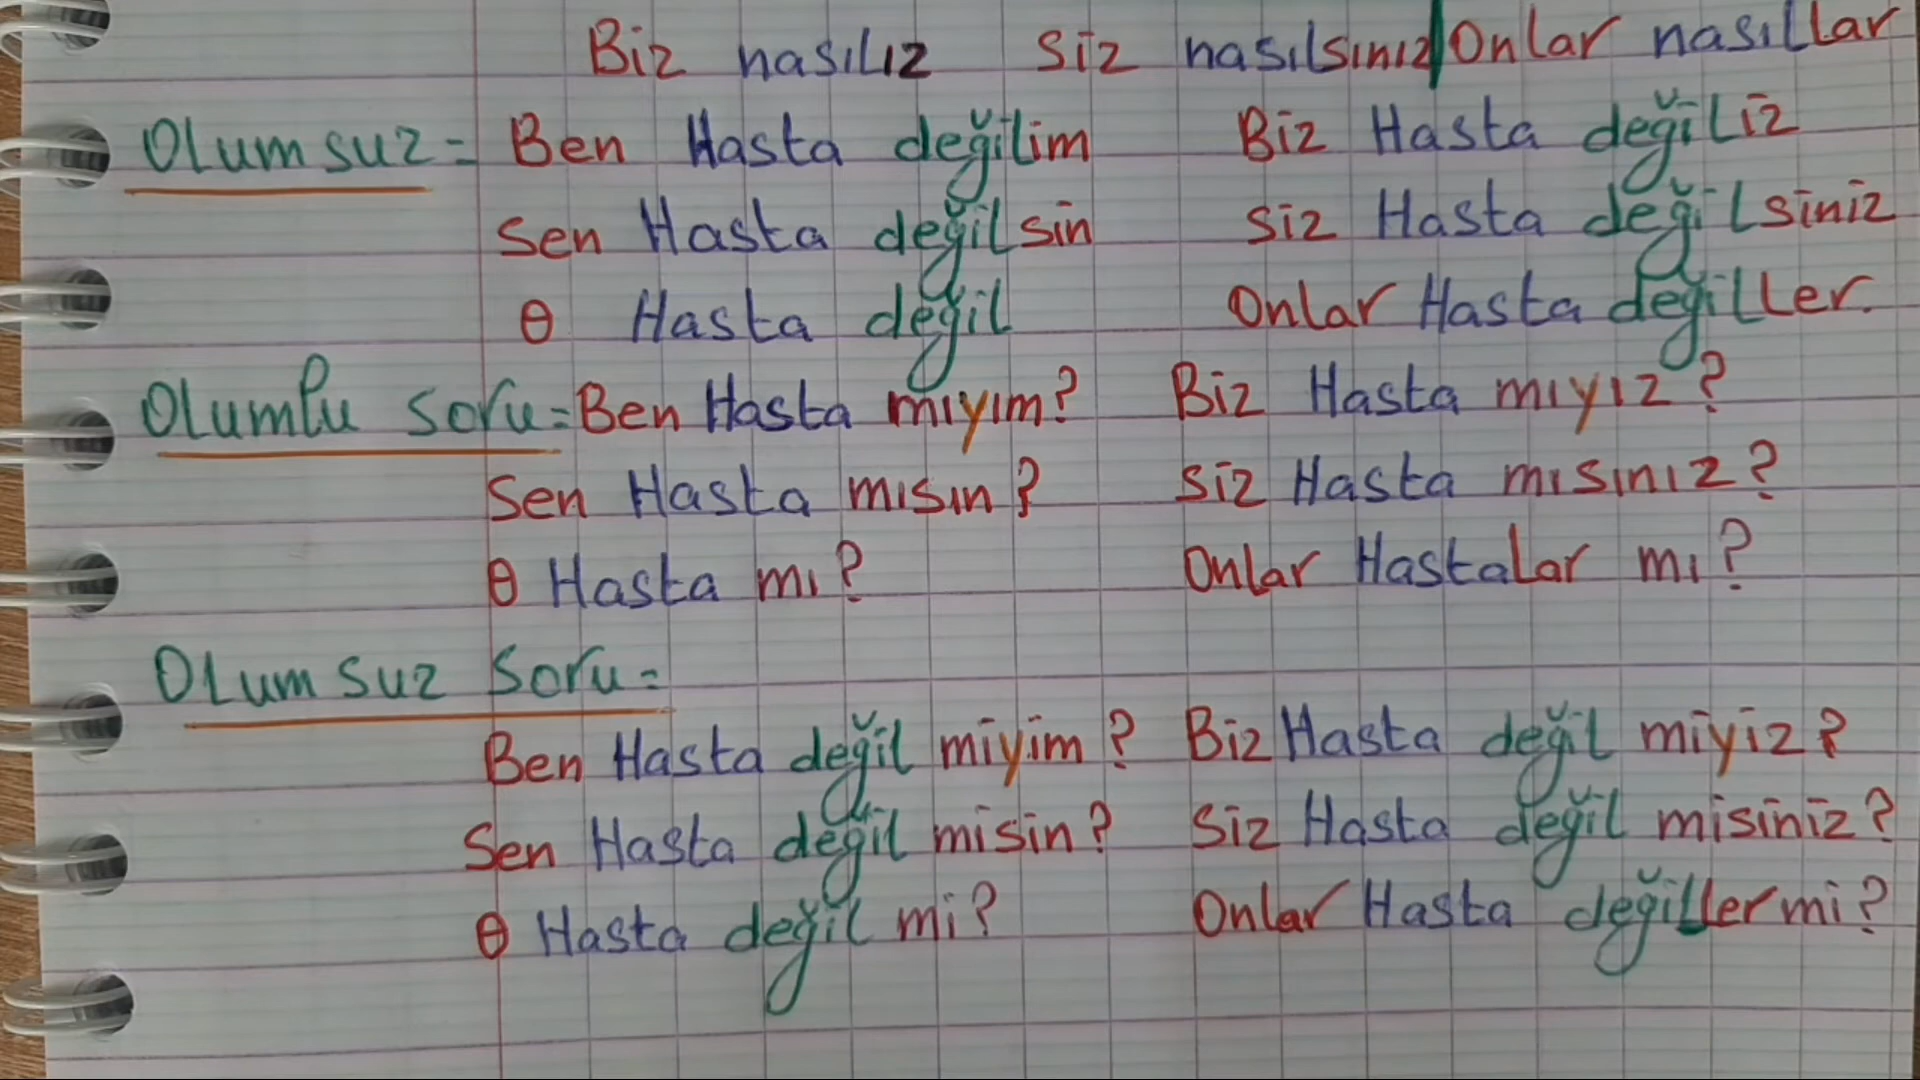 Biz nasılız siz nasılsınız|Onlar nasıllar
Olumsuz= Ben Hasta değilim Biz Hasta değiliz
Sen Hasta değilsin siz Hasta değilsiniz
O Hasta değil Onlar Hasta değiller.
Olumlu soru= Ben Hasta mıyım? Biz Hasta mıyız?
Sen Hasta mısın? siz Hasta mısınız?
O Hasta mı? Onlar Hastalar mı?
Olumsuz soru=
Ben Hasta değil miyim? Biz Hasta değil miyiz?
Sen Hasta değil misin? Siz Hasta değil misiniz?
O Hasta değil mi? Onlar Hasta değiller mi?